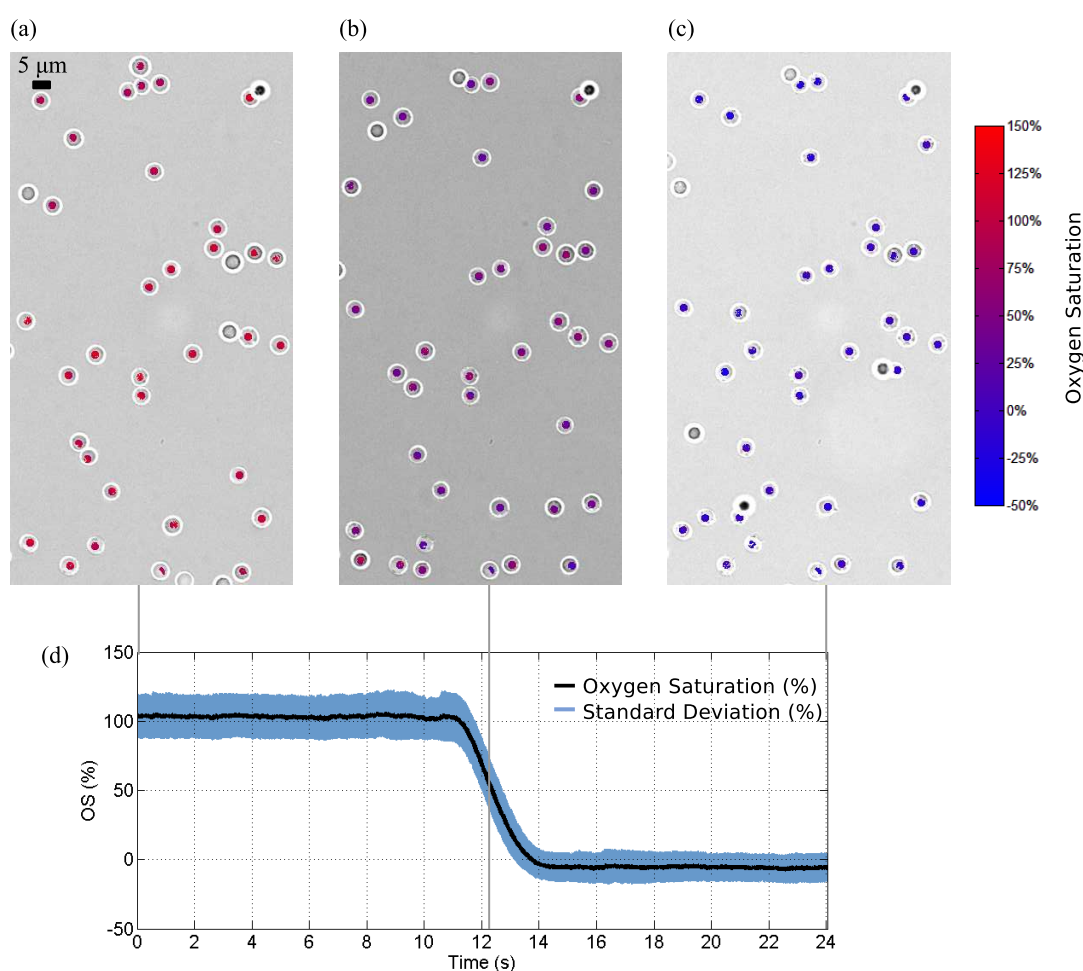 (a)
(b)
(c)
5 μm
150%
125%
100%
75%
50%
25%
0%
-25%
-50%
Oxygen Saturation
(d)
150
100
50
0
-50
OS (%)
Oxygen Saturation (%)
Standard Deviation (%)
0 2 4 6 8 10 12 14 16 18 20 22 24
Time (s)